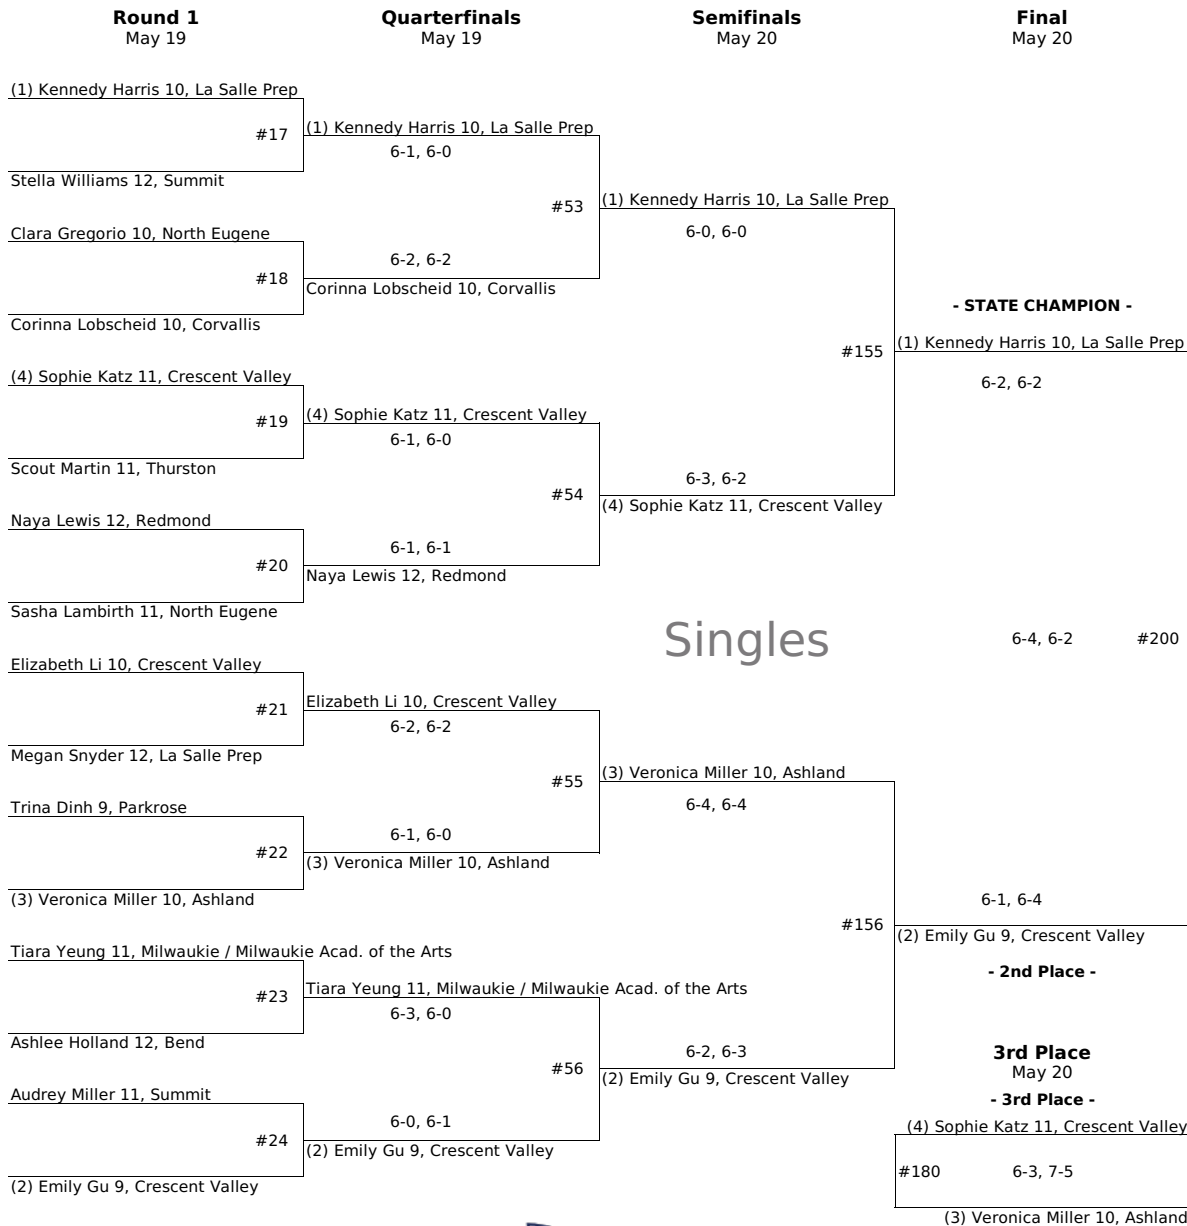 Round 1
May 19
Quarterfinals
May 19
Semifinals
May 20
Final
May 20
(1) Kennedy Harris 10, La Salle Prep
#17
Stella Williams 12, Summit
(1) Kennedy Harris 10, La Salle Prep
6-1, 6-0
#53
(1) Kennedy Harris 10, La Salle Prep
6-0, 6-0
Clara Gregorio 10, North Eugene
#18
Corinna Lobscheid 10, Corvallis
6-2, 6-2
Corinna Lobscheid 10, Corvallis
- STATE CHAMPION -
#155
(1) Kennedy Harris 10, La Salle Prep
6-2, 6-2
(4) Sophie Katz 11, Crescent Valley
#19
Scout Martin 11, Thurston
(4) Sophie Katz 11, Crescent Valley
6-1, 6-0
#54
6-3, 6-2
(4) Sophie Katz 11, Crescent Valley
Naya Lewis 12, Redmond
#20
Sasha Lambirth 11, North Eugene
6-1, 6-1
Naya Lewis 12, Redmond
Singles
6-4, 6-2
#200
Elizabeth Li 10, Crescent Valley
#21
Megan Snyder 12, La Salle Prep
Elizabeth Li 10, Crescent Valley
6-2, 6-2
#55
(3) Veronica Miller 10, Ashland
6-4, 6-4
Trina Dinh 9, Parkrose
#22
(3) Veronica Miller 10, Ashland
6-1, 6-0
(3) Veronica Miller 10, Ashland
#156
6-1, 6-4
(2) Emily Gu 9, Crescent Valley
- 2nd Place -
Tiara Yeung 11, Milwaukie / Milwaukie Acad. of the Arts
#23
Ashlee Holland 12, Bend
Tiara Yeung 11, Milwaukie / Milwaukie Acad. of the Arts
6-3, 6-0
#56
6-2, 6-3
(2) Emily Gu 9, Crescent Valley
Audrey Miller 11, Summit
#24
(2) Emily Gu 9, Crescent Valley
6-0, 6-1
(2) Emily Gu 9, Crescent Valley
3rd Place
May 20
- 3rd Place -
(4) Sophie Katz 11, Crescent Valley
#180
6-3, 7-5
(3) Veronica Miller 10, Ashland